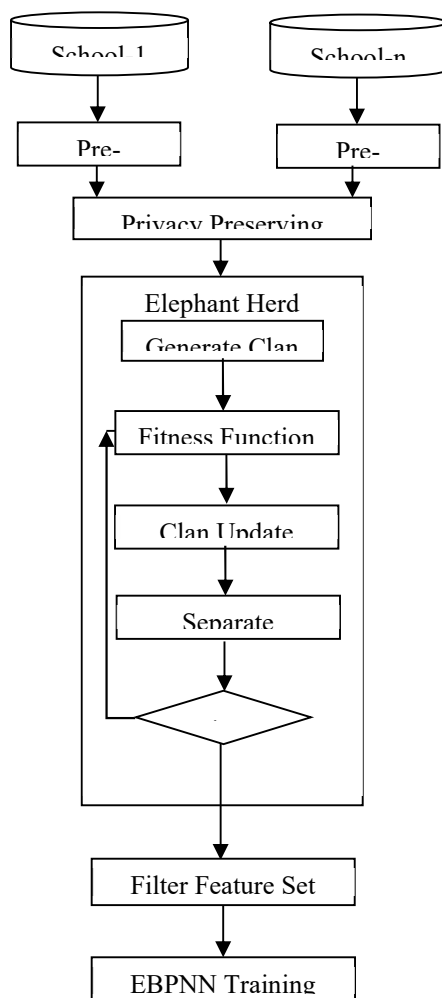 School-1
School-n
Pre-
Pre-
Privacy Preserving
Elephant Herd
Generate Clan
Fitness Function
Clan Update
Separate
Filter Feature Set
EBPNN Training